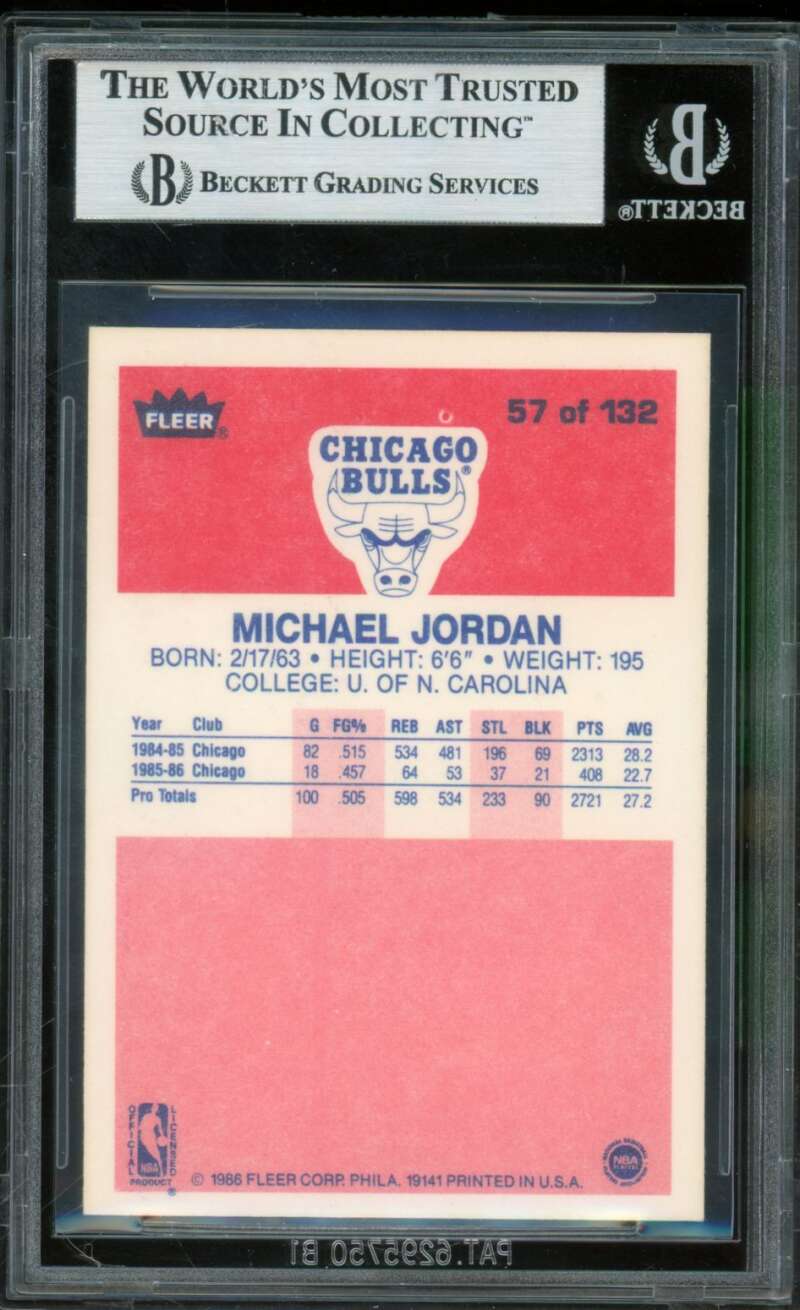 THE WORLD'S MOST TRUSTED
SOURCE IN COLLECTING™
B BECKETT GRADING SERVICES
B
BECKETT®
FLEER®
57 of 132
CHICAGO
BULLS®
MICHAEL JORDAN
BORN: 2/17/63 • HEIGHT: 6'6" • WEIGHT: 195
COLLEGE: U. OF N. CAROLINA
Year Club G FG% REB AST STL BLK PTS AVG
1984-85 Chicago 82 .515 534 481 196 69 2313 28.2
1985-86 Chicago 18 .457 64 53 37 21 408 22.7
Pro Totals 100 .505 598 534 233 90 2721 27.2
OFFICIAL LICENSED
NBA
PRODUCT ®
© 1986 FLEER CORP. PHILA. 19141 PRINTED IN U.S.A.
NBA
PLAYERS
PAT.6295750 B1